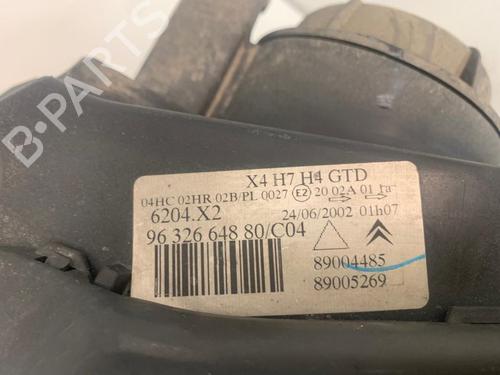 B-PARTS
X4 H7 H4 GTD
04HC 02HR 02B/PL 0027 E2 20 02A 01
6204.X2 24/06/2002 01h07
96 326 648 80/C04
89004485
89005269